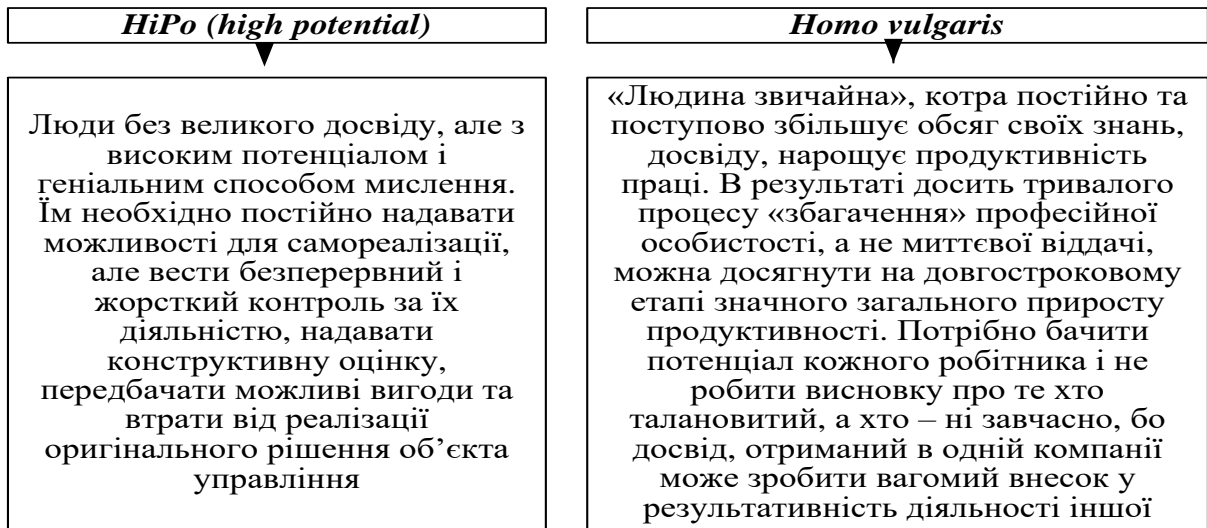 HiPo (high potential)
Люди без великого досвіду, але з
високим потенціалом і
геніальним способом мислення.
Їм необхідно постійно надавати
можливості для самореалізації,
але вести безперервний і
жорсткий контроль за їх
діяльністю, надавати
конструктивну оцінку,
передбачати можливі вигоди та
втрати від реалізації
оригінального рішення об’єкта
управління
Homo vulgaris
«Людина звичайна», котра постійно та
поступово збільшує обсяг своїх знань,
досвіду, нарощує продуктивність
праці. В результаті досить тривалого
процесу «збагачення» професійної
особистості, а не миттєвої віддачі,
можна досягнути на довгостроковому
етапі значного загального приросту
продуктивності. Потрібно бачити
потенціал кожного робітника і не
робити висновку про те хто
талановитий, а хто – ні завчасно, бо
досвід, отриманий в одній компанії
може зробити вагомий внесок у
результативність діяльності іншої